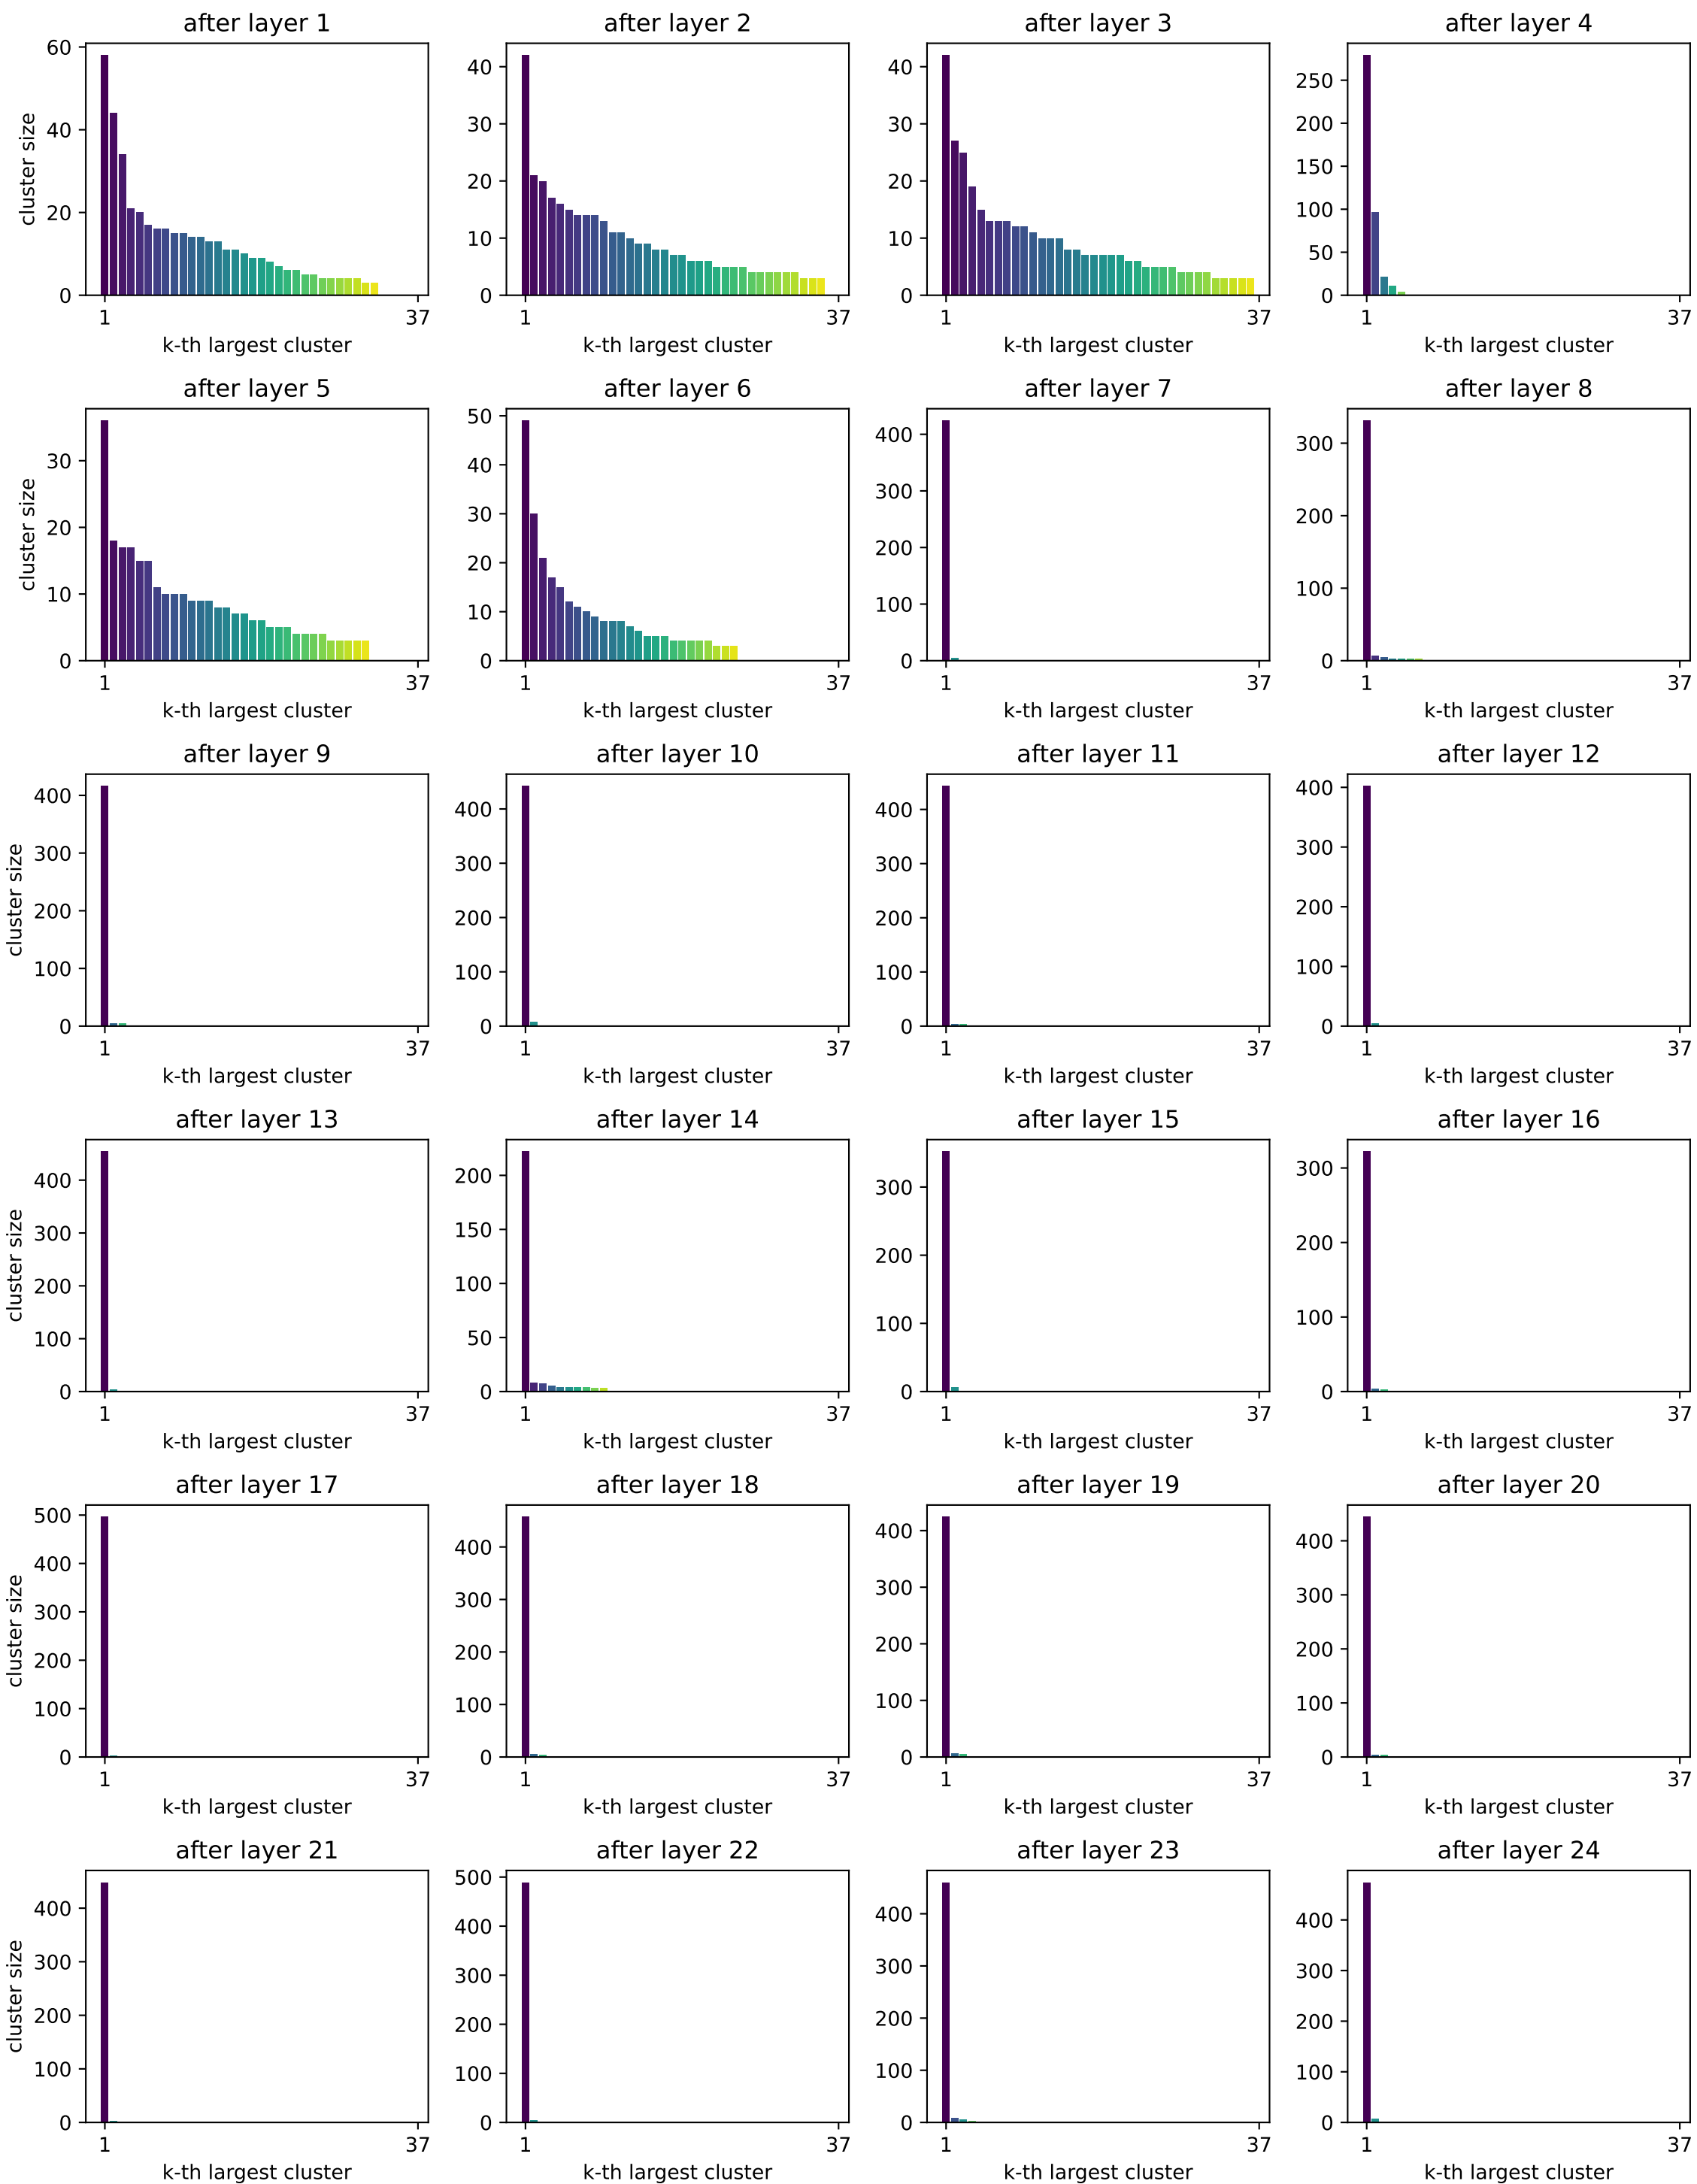 after layer 1
after layer 2
after layer 3
after layer 4
cluster size
60
40
20
0
40
30
20
10
0
40
30
20
10
0
250
200
150
100
50
0
1 37
1 37
1 37
1 37
k-th largest cluster
k-th largest cluster
k-th largest cluster
k-th largest cluster
after layer 5
after layer 6
after layer 7
after layer 8
cluster size
30
20
10
0
50
40
30
20
10
0
400
300
200
100
0
300
200
100
0
1 37
1 37
1 37
1 37
k-th largest cluster
k-th largest cluster
k-th largest cluster
k-th largest cluster
after layer 9
after layer 10
after layer 11
after layer 12
cluster size
400
300
200
100
0
400
300
200
100
0
400
300
200
100
0
400
300
200
100
0
1 37
1 37
1 37
1 37
k-th largest cluster
k-th largest cluster
k-th largest cluster
k-th largest cluster
after layer 13
after layer 14
after layer 15
after layer 16
cluster size
400
300
200
100
0
200
150
100
50
0
300
200
100
0
300
200
100
0
1 37
1 37
1 37
1 37
k-th largest cluster
k-th largest cluster
k-th largest cluster
k-th largest cluster
after layer 17
after layer 18
after layer 19
after layer 20
cluster size
500
400
300
200
100
0
400
300
200
100
0
400
300
200
100
0
400
300
200
100
0
1 37
1 37
1 37
1 37
k-th largest cluster
k-th largest cluster
k-th largest cluster
k-th largest cluster
after layer 21
after layer 22
after layer 23
after layer 24
cluster size
400
300
200
100
0
500
400
300
200
100
0
400
300
200
100
0
400
300
200
100
0
1 37
1 37
1 37
1 37
k-th largest cluster
k-th largest cluster
k-th largest cluster
k-th largest cluster